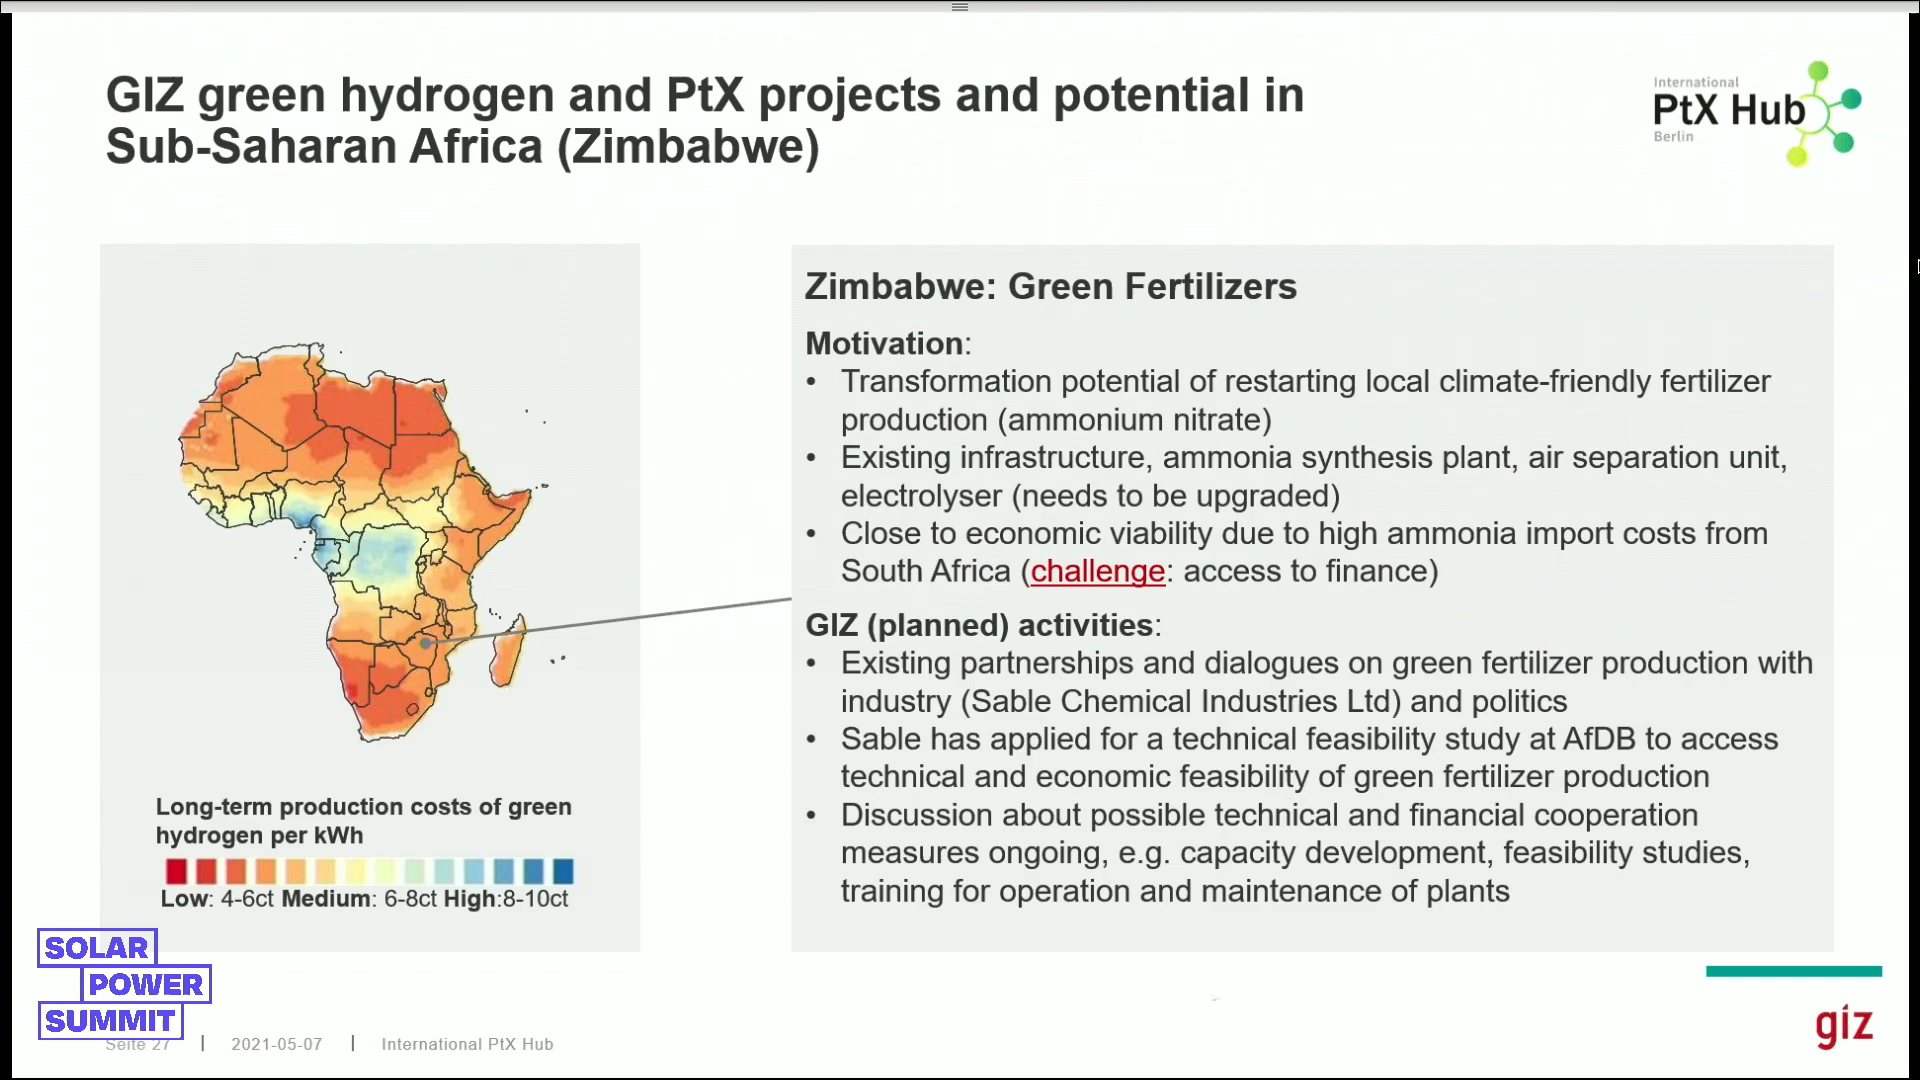 GIZ green hydrogen and PtX projects and potential in
Sub-Saharan Africa (Zimbabwe)
International
PtX Hub
Berlin
Long-term production costs of green
hydrogen per kWh
Low: 4-6ct Medium: 6-8ct High:8-10ct
Zimbabwe: Green Fertilizers
Motivation:
• Transformation potential of restarting local climate-friendly fertilizer
production (ammonium nitrate)
• Existing infrastructure, ammonia synthesis plant, air separation unit,
electrolyser (needs to be upgraded)
• Close to economic viability due to high ammonia import costs from
South Africa (challenge: access to finance)
GIZ (planned) activities:
• Existing partnerships and dialogues on green fertilizer production with
industry (Sable Chemical Industries Ltd) and politics
• Sable has applied for a technical feasibility study at AfDB to access
technical and economic feasibility of green fertilizer production
• Discussion about possible technical and financial cooperation
measures ongoing, e.g. capacity development, feasibility studies,
training for operation and maintenance of plants
SOLAR
POWER
SUMMIT
Seite 27 | 2021-05-07 | International PtX Hub
giz